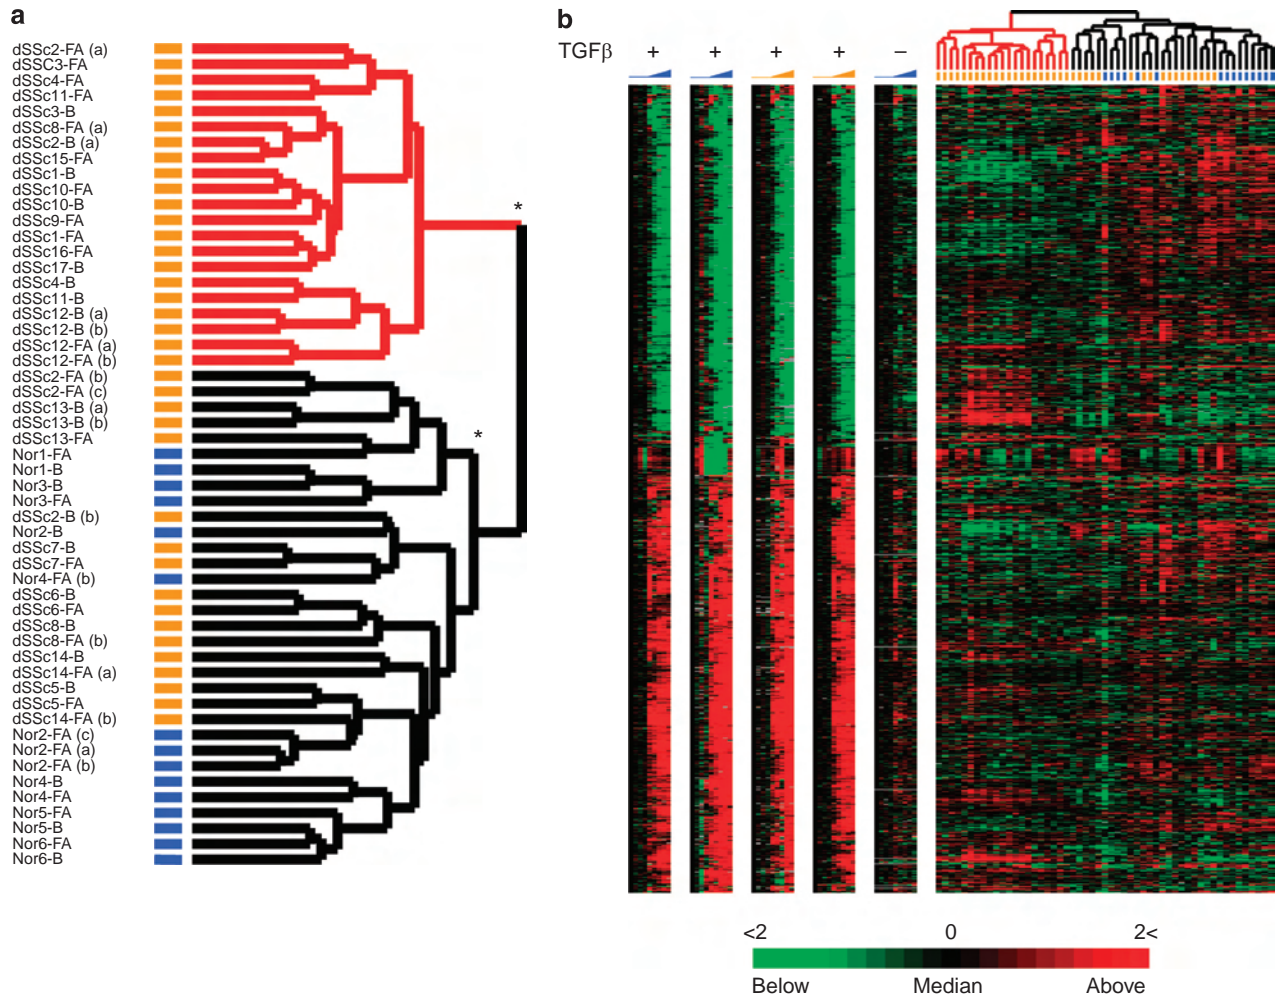 a
dSSc2-FA (a)
dSSC3-FA
dSSc4-FA
dSSc11-FA
dSSc3-B
dSSc8-FA (a)
dSSc2-B (a)
dSSc15-FA
dSSc1-B
dSSc10-FA
dSSc10-B
dSSc9-FA
dSSc1-FA
dSSc16-FA
dSSc17-B
dSSc4-B
dSSc11-B
dSSc12-B (a)
dSSc12-B (b)
dSSc12-FA (a)
dSSc12-FA (b)
dSSc2-FA (b)
dSSc2-FA (c)
dSSc13-B (a)
dSSc13-B (b)
dSSc13-FA
Nor1-FA
Nor1-B
Nor3-B
Nor3-FA
dSSc2-B (b)
Nor2-B
dSSc7-B
dSSc7-FA
Nor4-FA (b)
dSSc6-B
dSSc6-FA
dSSc8-B
dSSc8-FA (b)
dSSc14-B
dSSc14-FA (a)
dSSc5-B
dSSc5-FA
dSSc14-FA (b)
Nor2-FA (c)
Nor2-FA (a)
Nor2-FA (b)
Nor4-B
Nor4-FA
Nor5-FA
Nor5-B
Nor6-FA
Nor6-B
*
*
b
TGFβ + + + + −
<2 0 2<
Below Median Above